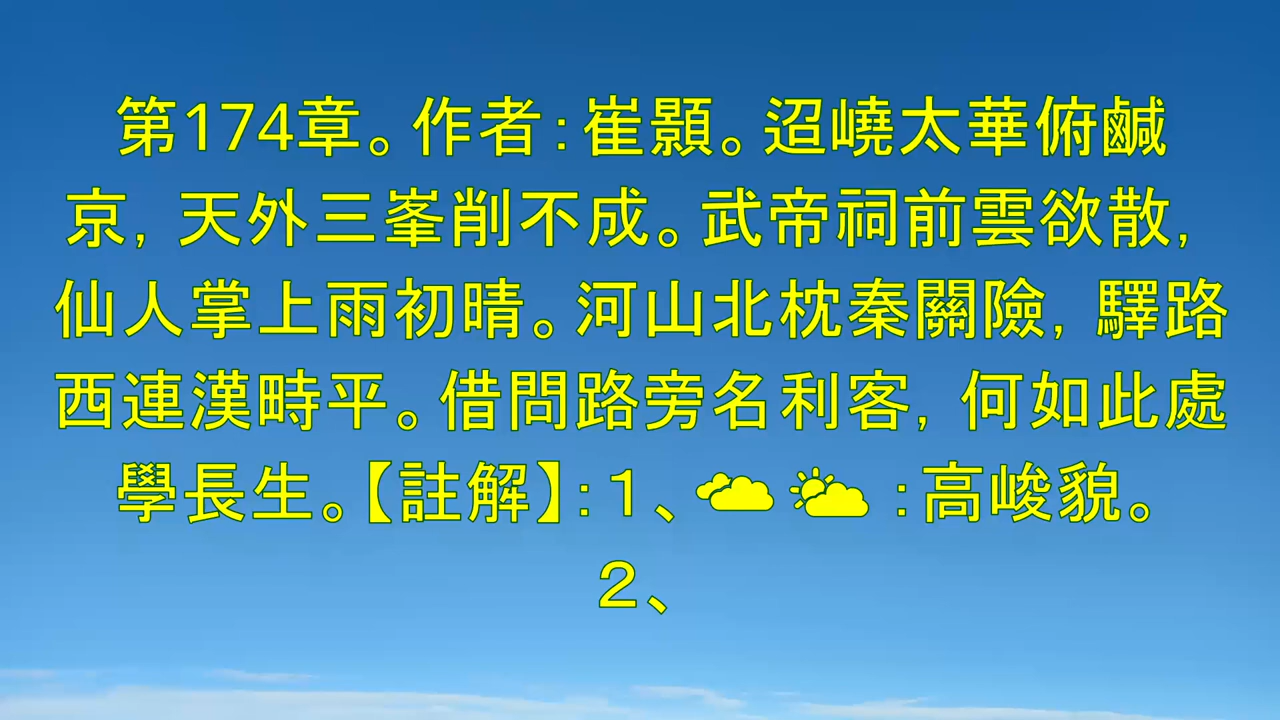 第174章。作者:崔顥。迢嶢太華俯鹹
京, 天外三峯削不成。武帝祠前雲欲散,
仙人掌上雨初晴。河山北枕秦關險, 驛路
西連漢畤平。借問路旁名利客, 何如此處
學長生。【註解】:１、⛅🌤:高峻貌。
２、